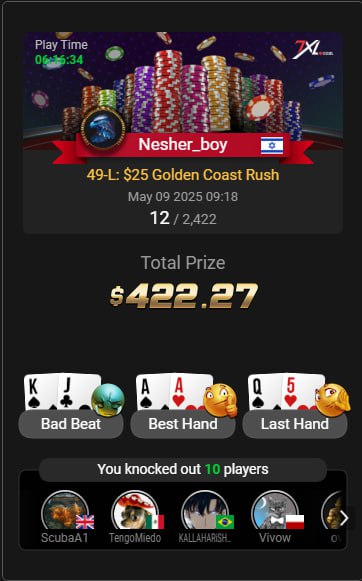 Play Time
06:16:34
7XL
Nesher_boy
49-L: $25 Golden Coast Rush
May 09 2025 09:18
12 / 2,422
Total Prize
$422.27
K J
A A
Q 5
Bad Beat
Best Hand
Last Hand
You knocked out 10 players
ScubaA1
TengoMiedo
KALLAHARISH..
Vivow